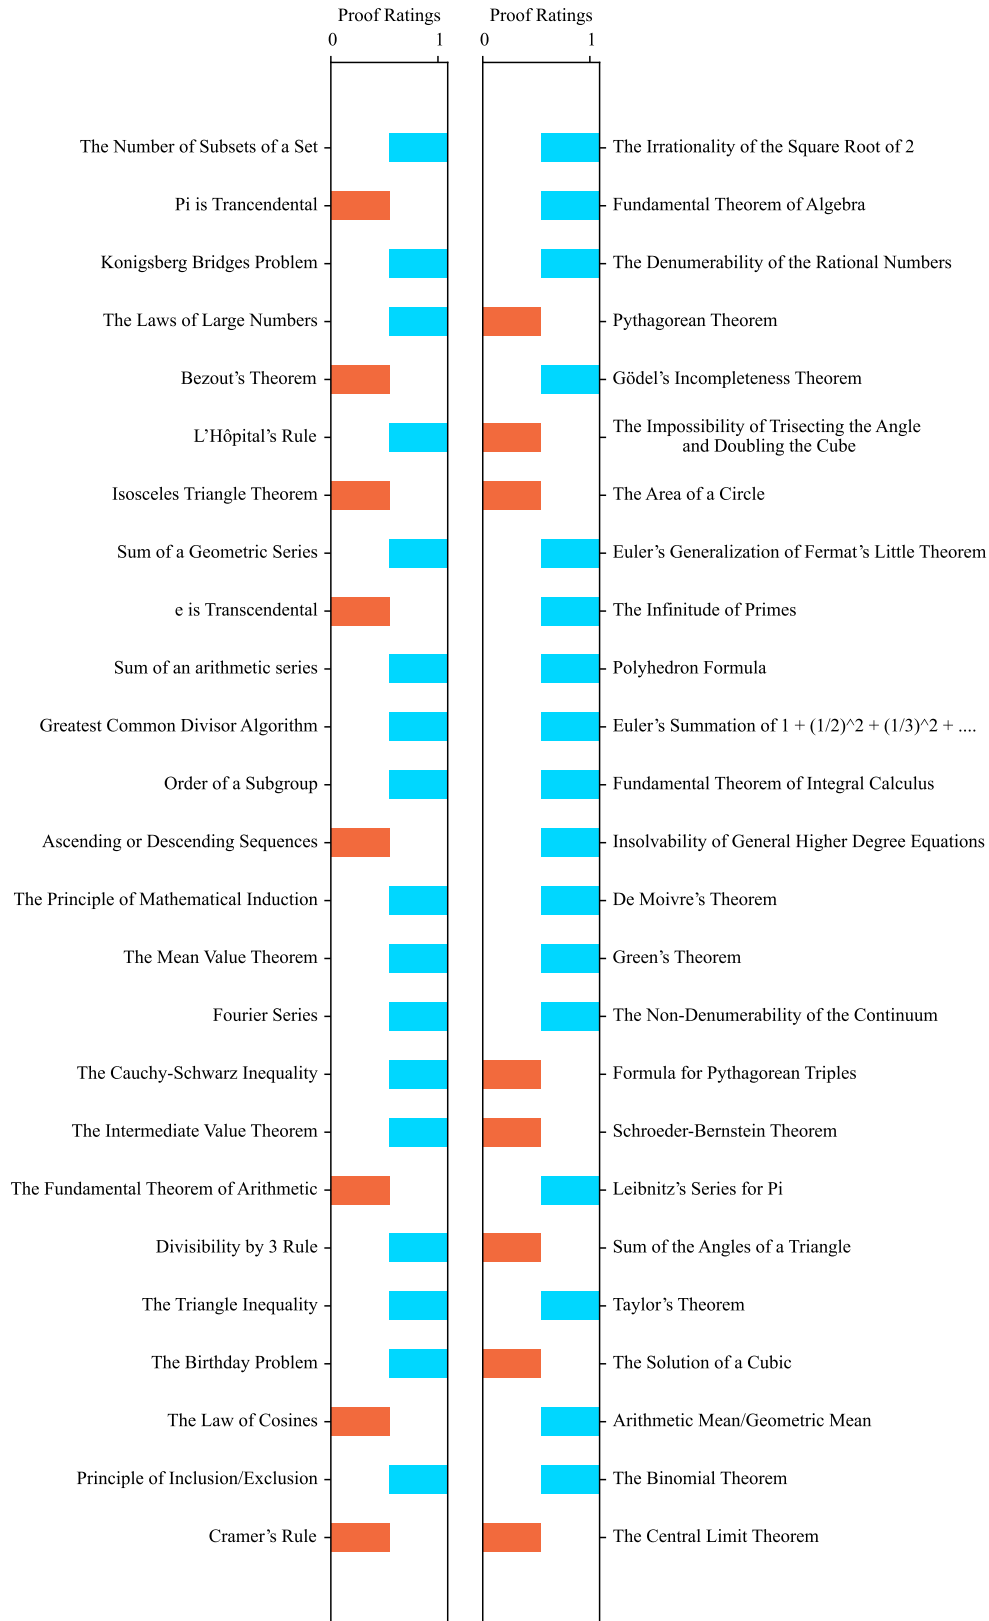 Proof Ratings Proof Ratings
0 1 0 1
The Number of Subsets of a Set The Irrationality of the Square Root of 2
Pi is Trancendental Fundamental Theorem of Algebra
Konigsberg Bridges Problem The Denumerability of the Rational Numbers
The Laws of Large Numbers Pythagorean Theorem
Bezout’s Theorem Gödel’s Incompleteness Theorem
L’Hôpital’s Rule The Impossibility of Trisecting the Angle
and Doubling the Cube
Isosceles Triangle Theorem The Area of a Circle
Sum of a Geometric Series Euler’s Generalization of Fermat’s Little Theorem
e is Transcendental The Infinitude of Primes
Sum of an arithmetic series Polyhedron Formula
Greatest Common Divisor Algorithm Euler’s Summation of 1 + (1/2)^2 + (1/3)^2 + ....
Order of a Subgroup Fundamental Theorem of Integral Calculus
Ascending or Descending Sequences Insolvability of General Higher Degree Equations
The Principle of Mathematical Induction De Moivre’s Theorem
The Mean Value Theorem Green’s Theorem
Fourier Series The Non-Denumerability of the Continuum
The Cauchy-Schwarz Inequality Formula for Pythagorean Triples
The Intermediate Value Theorem Schroeder-Bernstein Theorem
The Fundamental Theorem of Arithmetic Leibnitz’s Series for Pi
Divisibility by 3 Rule Sum of the Angles of a Triangle
The Triangle Inequality Taylor’s Theorem
The Birthday Problem The Solution of a Cubic
The Law of Cosines Arithmetic Mean/Geometric Mean
Principle of Inclusion/Exclusion The Binomial Theorem
Cramer’s Rule The Central Limit Theorem